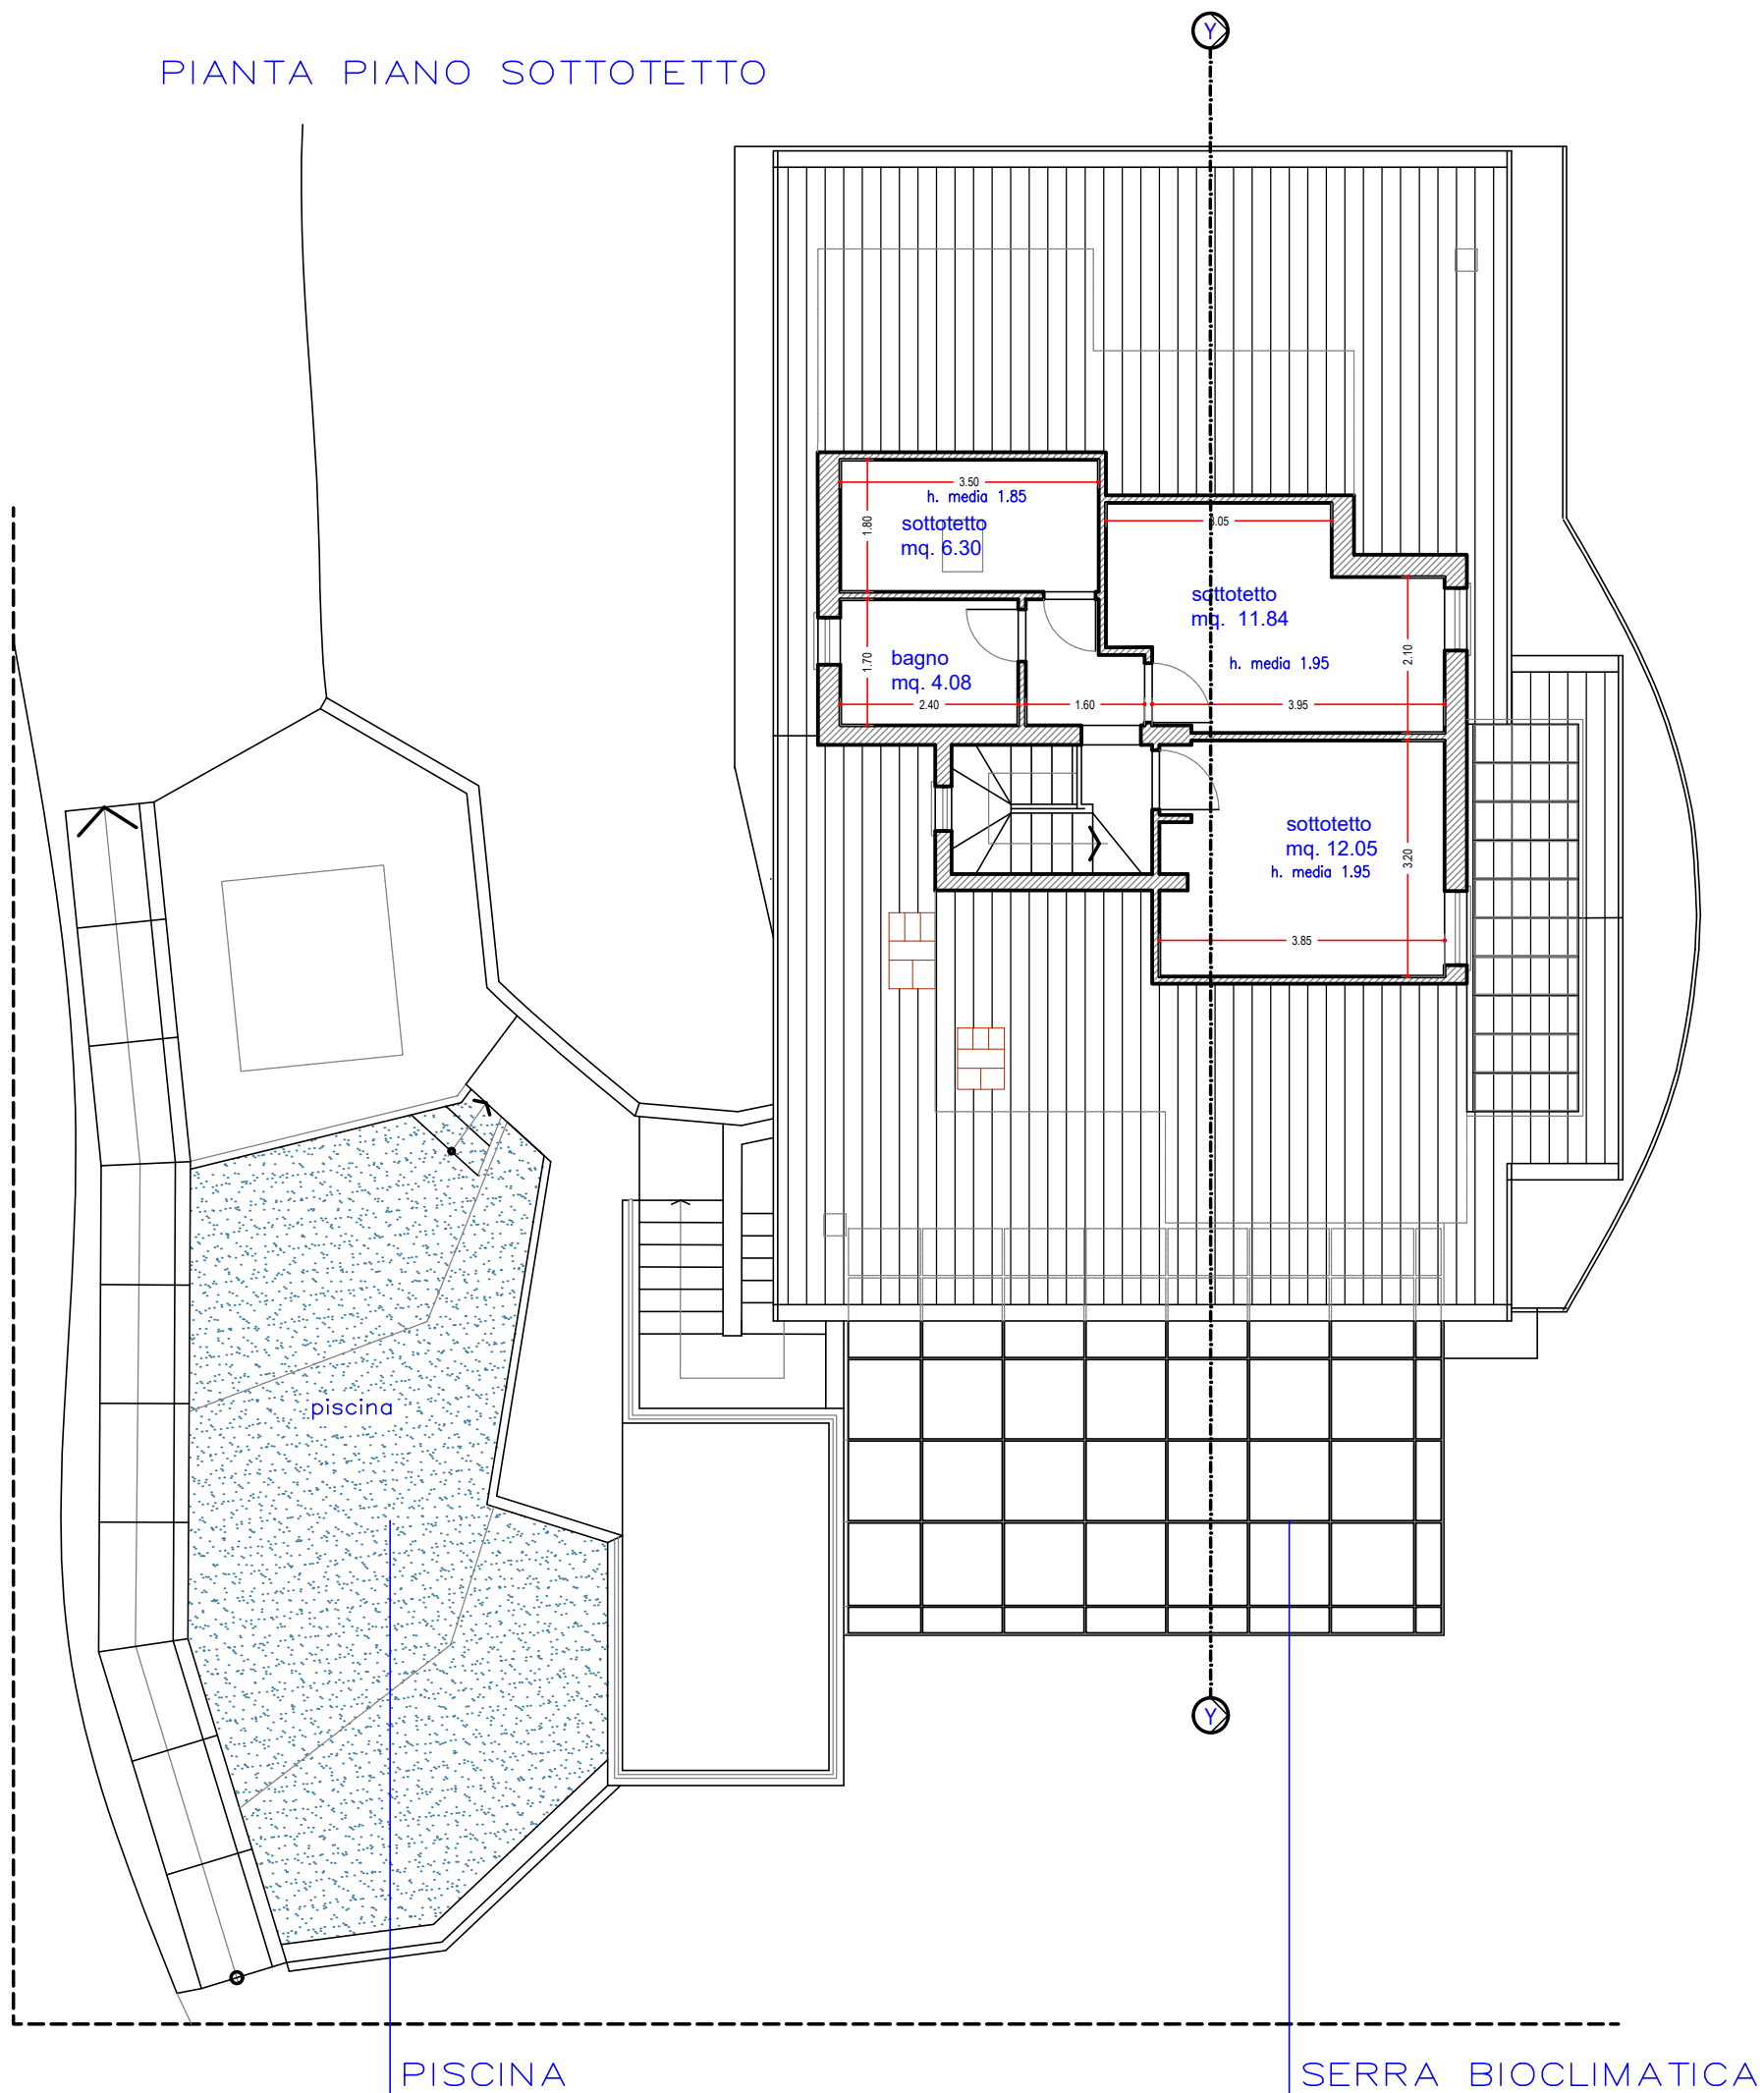 Y
PIANTA PIANO SOTTOTETTO
3.50
h. media 1.85
1.80
sottotetto
mq. 6.30
3.05
sottotetto
mq. 11.84
h. media 1.95
2.10
bagno
mq. 4.08
1.70
2.40
1.60
3.95
sottotetto
mq. 12.05
h. media 1.95
3.20
3.85
piscina
Y
PISCINA
SERRA BIOCLIMATICA